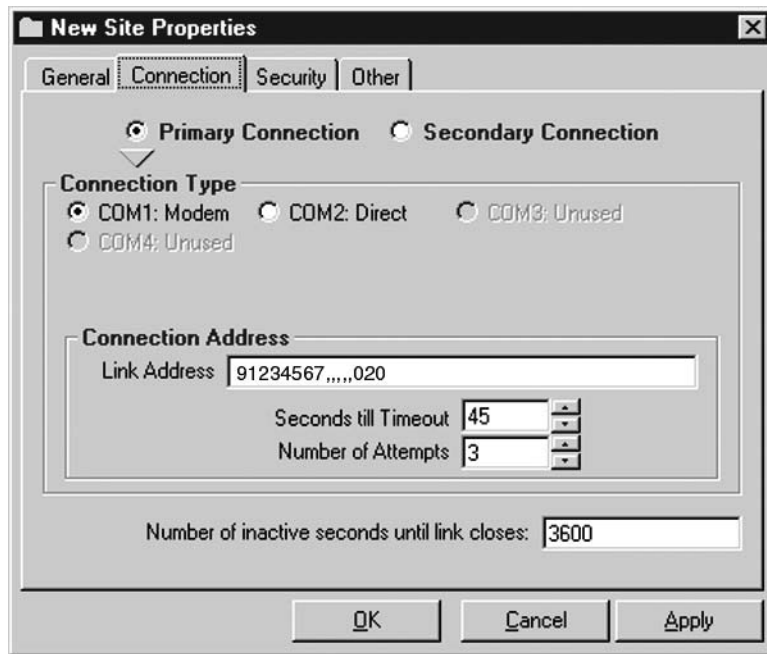 New Site Properties
General Connection Security Other
Primary Connection Secondary Connection
Connection Type
COM1: Modem COM2: Direct COM3: Unused
COM4: Unused
Connection Address
Link Address 91234567,,,,,020
Seconds till Timeout 45
Number of Attempts 3
Number of inactive seconds until link closes: 3600
OK Cancel Apply